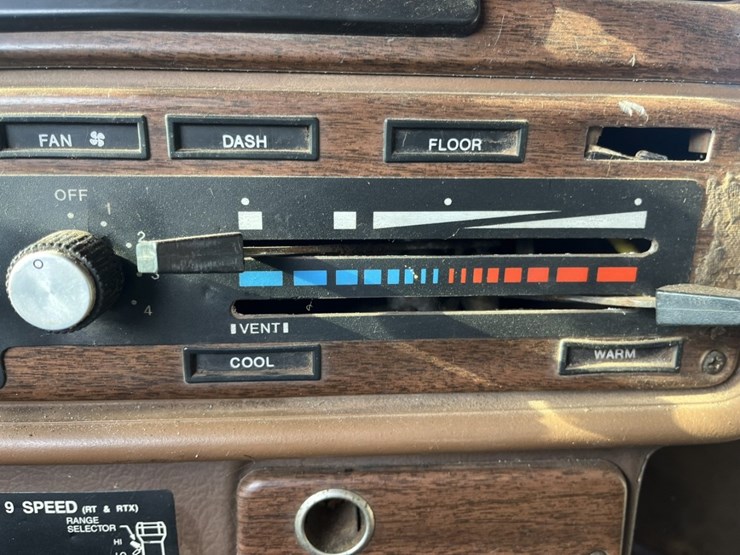 FAN
DASH
FLOOR
OFF
1
2
3
4
VENT
COOL
WARM
9 SPEED (RT & RTX)
RANGE
SELECTOR
HI